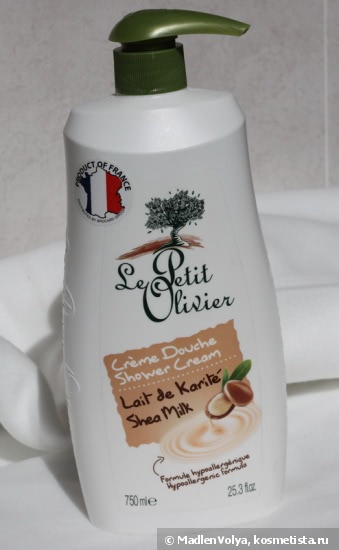 PRODUCT OF FRANCE
Le Petit
Olivier
Crème Douche
Shower Cream
Lait de Karité
Shea Milk
Formule hypoallergénique
Hypoallergenic formula
750 ml e
25.3 fl.oz
© MadlenVolya, kosmetista.ru